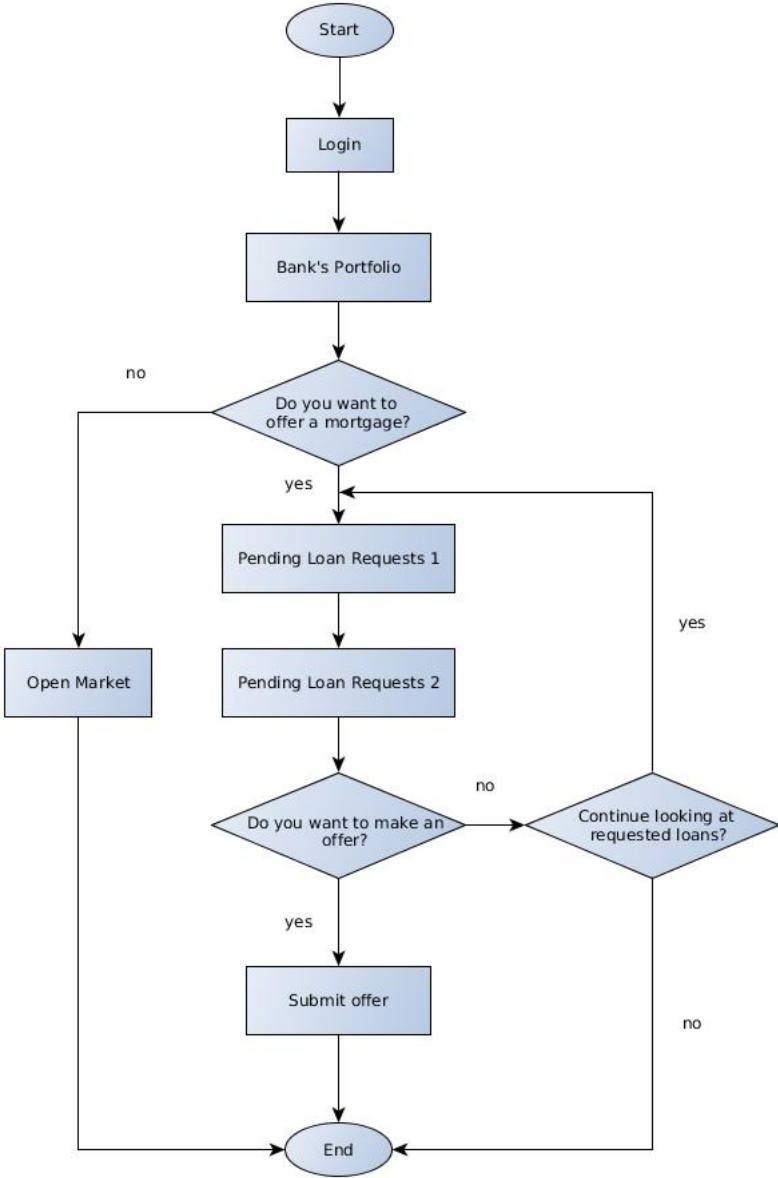 Start
Login
Bank's Portfolio
no
Do you want to
offer a mortgage?
yes
Pending Loan Requests 1
yes
Open Market
Pending Loan Requests 2
no
Do you want to make an
offer?
Continue looking at
requested loans?
yes
Submit offer
no
End